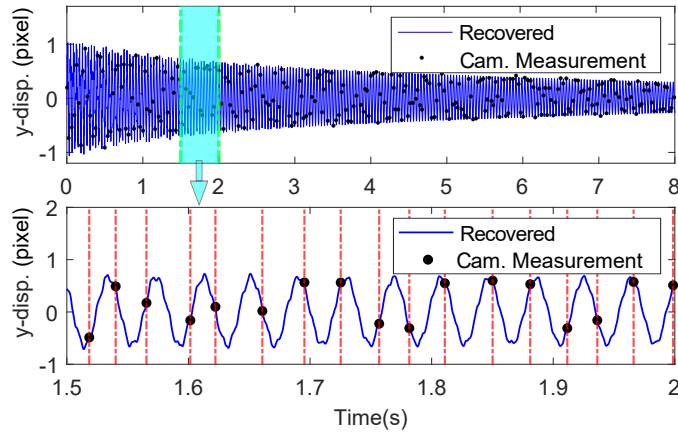 y-disp. (pixel)
1
0
-1
Recovered
Cam. Measurement
0 1 2 3 4 5 6 7 8
y-disp. (pixel)
2
1
0
-1
Recovered
Cam. Measurement
1.5 1.6 1.7 1.8 1.9 2
Time(s)